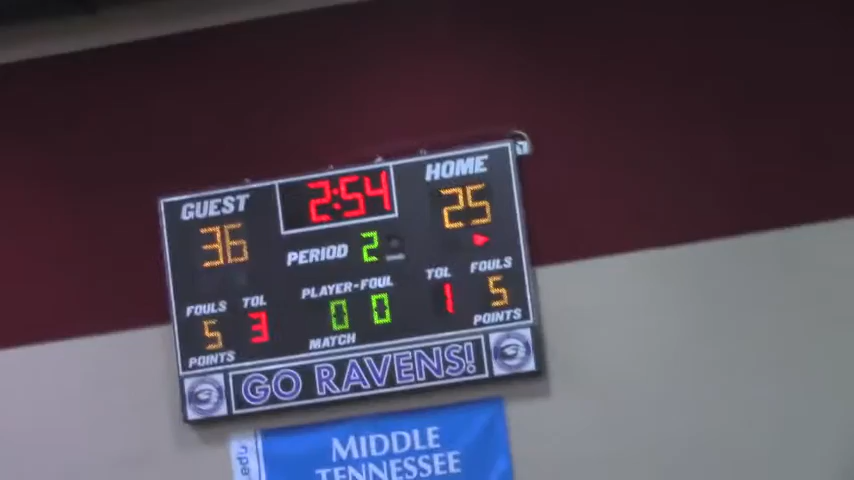 GUEST 2:54 HOME
36 25
PERIOD 2
PLAYER-FOUL
FOULS TOL TOL FOULS
5 3 0 0 1 5
POINTS MATCH POINTS
GO RAVENS!
.edu
MIDDLE
TENNESSEE